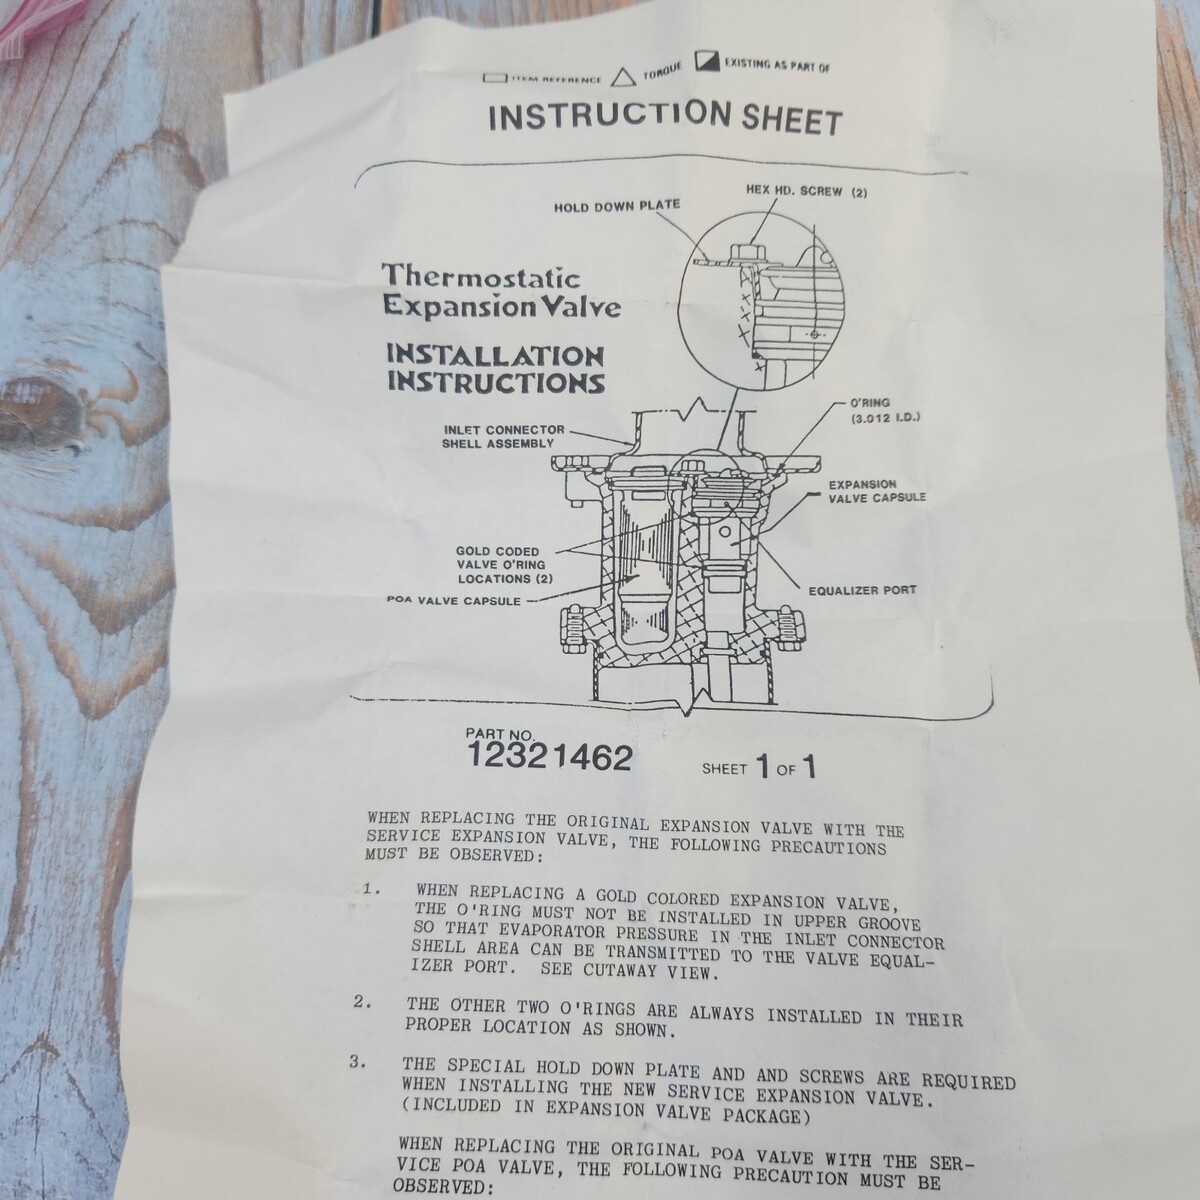 ITEM REFERENCE TORQUE EXISTING AS PART OF
INSTRUCTION SHEET
HEX HD. SCREW (2)
HOLD DOWN PLATE
Thermostatic
Expansion Valve
INSTALLATION
INSTRUCTIONS
O'RING
(3.012 I.D.)
INLET CONNECTOR
SHELL ASSEMBLY
EXPANSION
VALVE CAPSULE
GOLD CODED
VALVE O'RING
LOCATIONS (2)
EQUALIZER PORT
POA VALVE CAPSULE
PART NO.
12321462
SHEET 1 OF 1
WHEN REPLACING THE ORIGINAL EXPANSION VALVE WITH THE
SERVICE EXPANSION VALVE, THE FOLLOWING PRECAUTIONS
MUST BE OBSERVED:
1. WHEN REPLACING A GOLD COLORED EXPANSION VALVE,
THE O'RING MUST NOT BE INSTALLED IN UPPER GROOVE
SO THAT EVAPORATOR PRESSURE IN THE INLET CONNECTOR
SHELL AREA CAN BE TRANSMITTED TO THE VALVE EQUAL-
IZER PORT. SEE CUTAWAY VIEW.
2. THE OTHER TWO O'RINGS ARE ALWAYS INSTALLED IN THEIR
PROPER LOCATION AS SHOWN.
3. THE SPECIAL HOLD DOWN PLATE AND AND SCREWS ARE REQUIRED
WHEN INSTALLING THE NEW SERVICE EXPANSION VALVE.
(INCLUDED IN EXPANSION VALVE PACKAGE)
WHEN REPLACING THE ORIGINAL POA VALVE WITH THE SER-
VICE POA VALVE, THE FOLLOWING PRECAUTION MUST BE
OBSERVED: